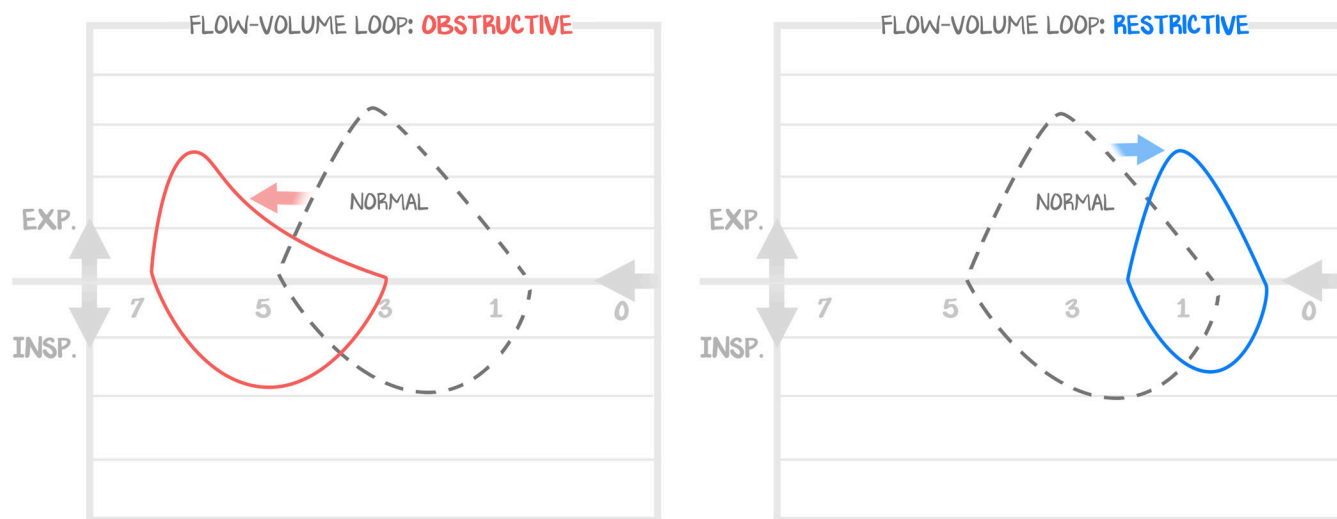 FLOW-VOLUME LOOP: OBSTRUCTIVE
NORMAL
EXP.
7 5 3 1 0
INSP.
FLOW-VOLUME LOOP: RESTRICTIVE
NORMAL
EXP.
7 5 3 1 0
INSP.